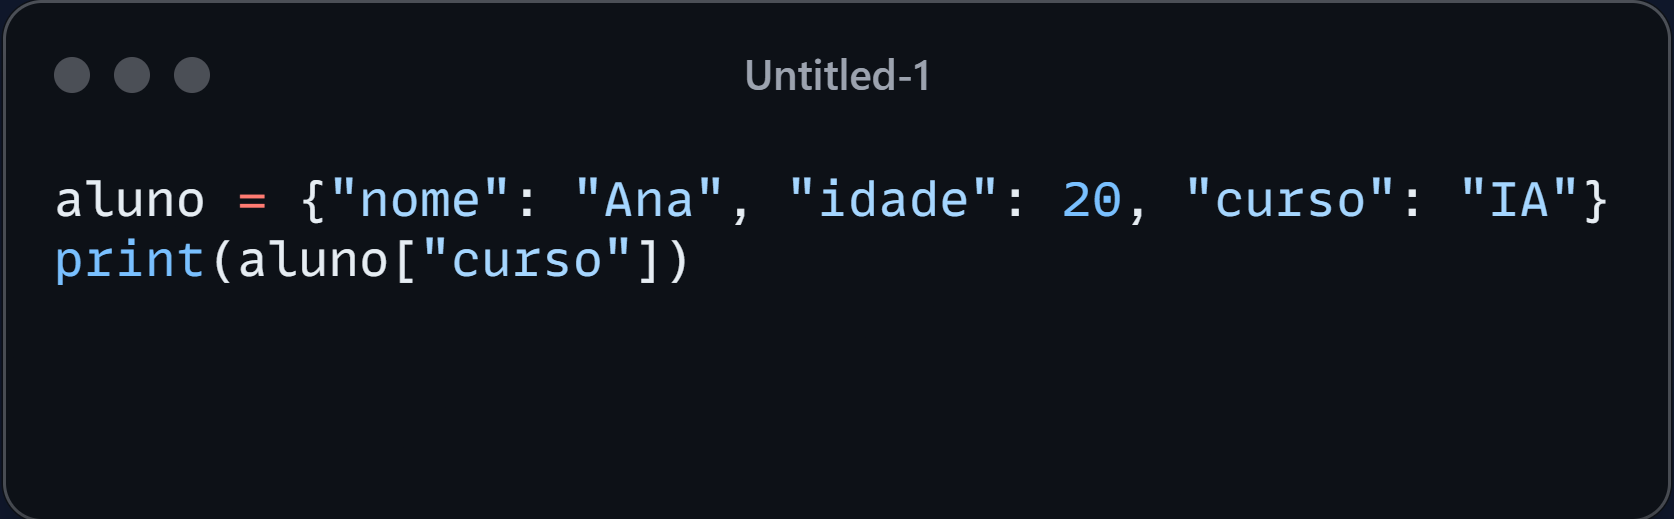 Untitled-1
aluno = {"nome": "Ana", "idade": 20, "curso": "IA"}
print(aluno["curso"])